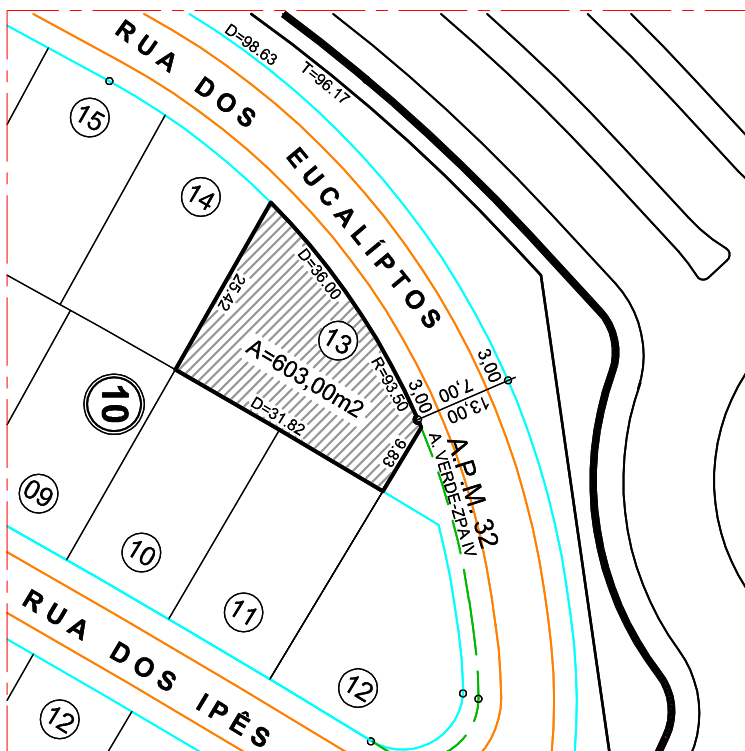 RUA DOS EUCALÍPTOS
D=98.63
T=96.17
15
14
25.42
D=36.00
13
A=603,00m2
R=93.50
D=31.82
9.83
3,00
7,00
13,00
3,00
A.P.M. 32
A. VERDE-ZPA IV
10
09
10
11
12
RUA DOS IPÊS
12